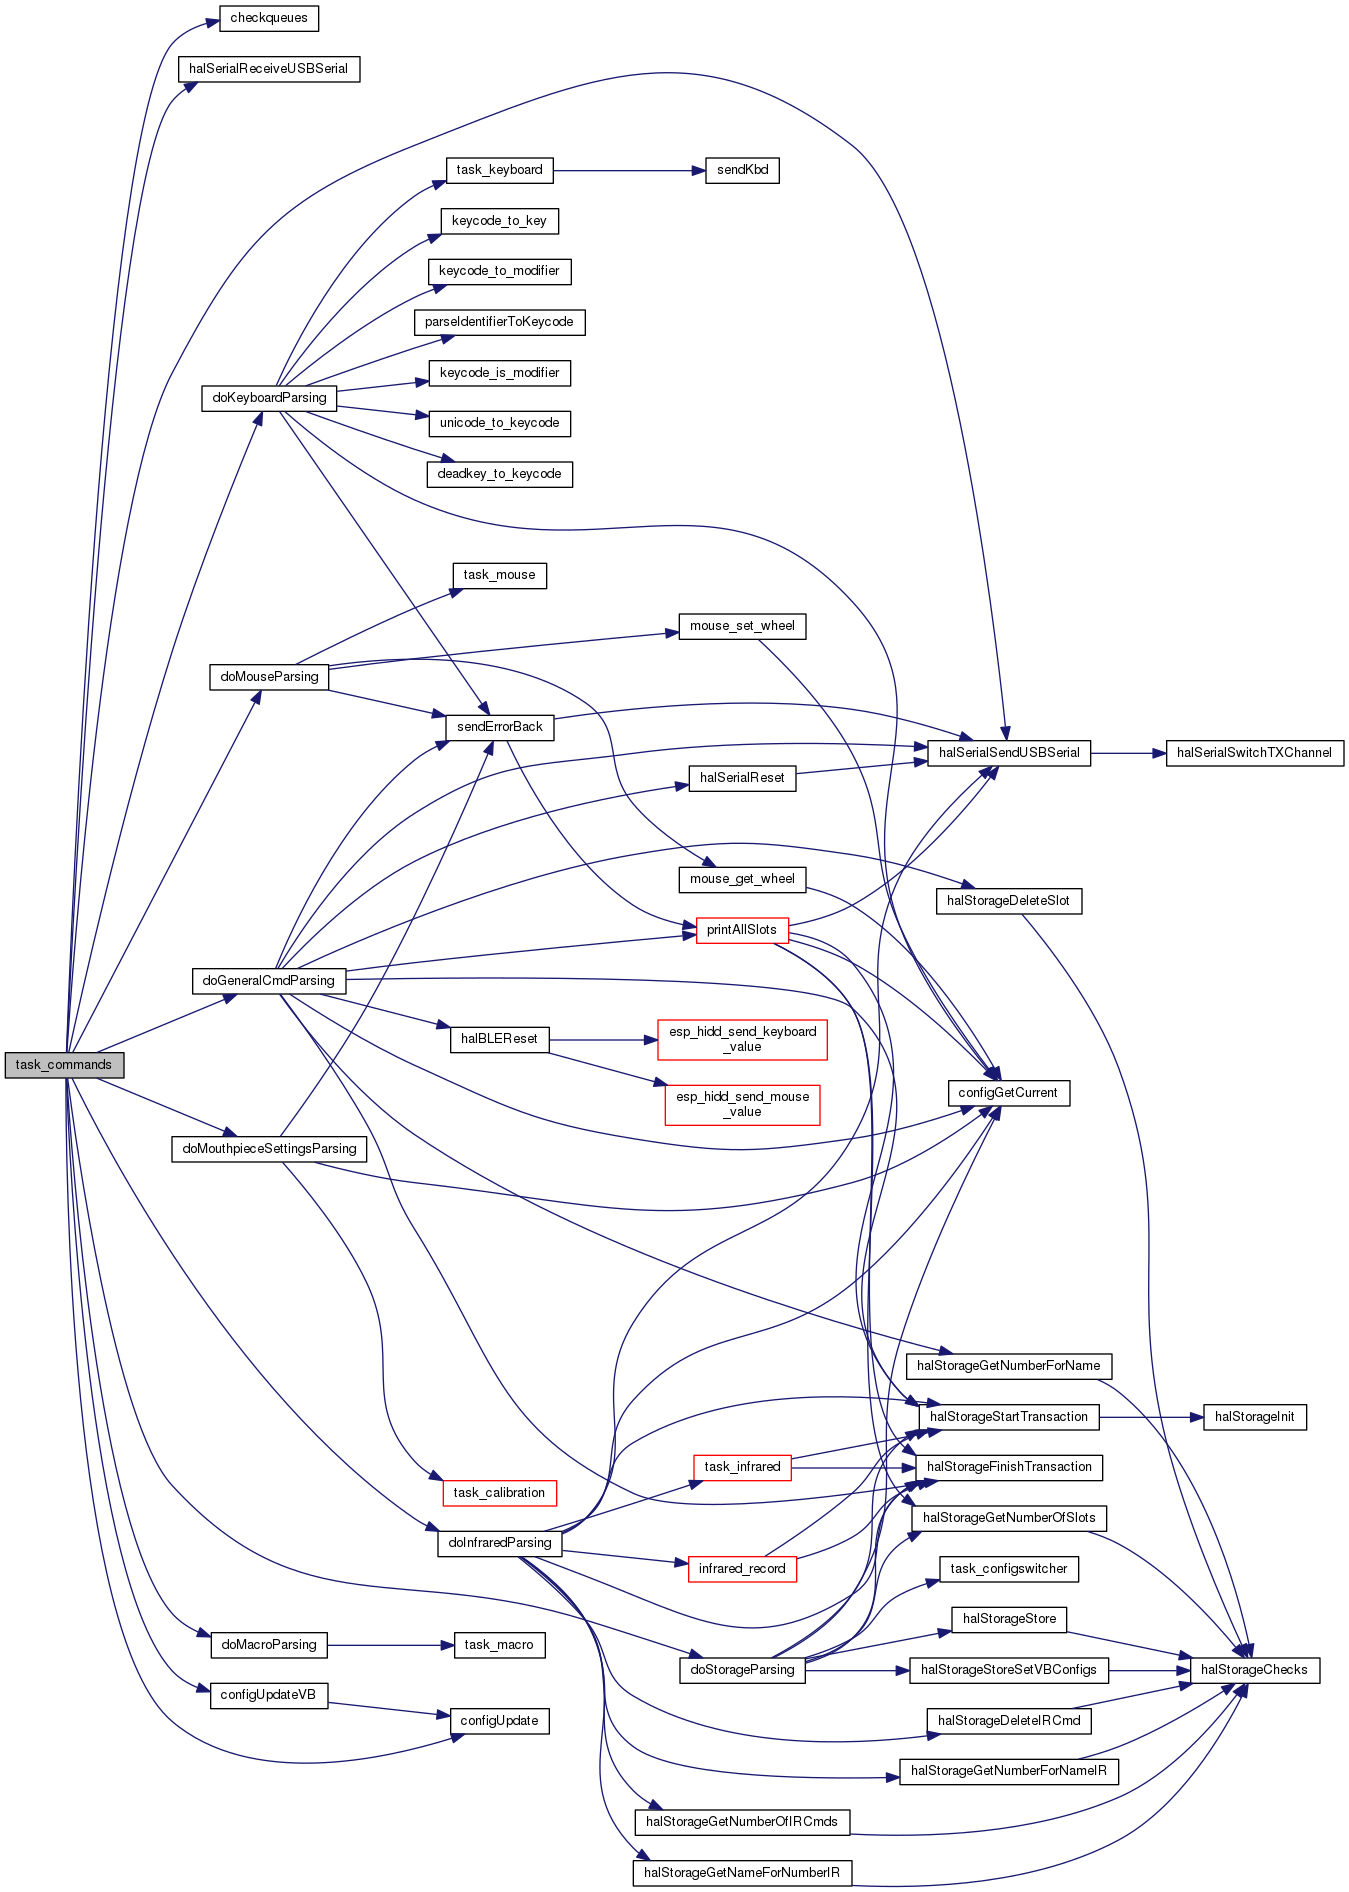 checkqueues
halSerialReceiveUSBSerial
task_keyboard
sendKbd
keycode_to_key
keycode_to_modifier
parseIdentifierToKeycode
keycode_is_modifier
doKeyboardParsing
unicode_to_keycode
deadkey_to_keycode
task_mouse
mouse_set_wheel
doMouseParsing
sendErrorBack
halSerialSendUSBSerial
halSerialSwitchTXChannel
halSerialReset
mouse_get_wheel
halStorageDeleteSlot
printAllSlots
doGeneralCmdParsing
halBLEReset
esp_hidd_send_keyboard
_value
task_commands
esp_hidd_send_mouse
_value
configGetCurrent
doMouthpieceSettingsParsing
halStorageGetNumberForName
halStorageStartTransaction
halStorageInit
task_infrared
halStorageFinishTransaction
task_calibration
halStorageGetNumberOfSlots
doInfraredParsing
infrared_record
task_configswitcher
halStorageStore
doMacroParsing
task_macro
doStorageParsing
halStorageStoreSetVBConfigs
halStorageChecks
configUpdateVB
configUpdate
halStorageDeleteIRCmd
halStorageGetNumberForNameIR
halStorageGetNumberOfIRCmds
halStorageGetNameForNumberIR